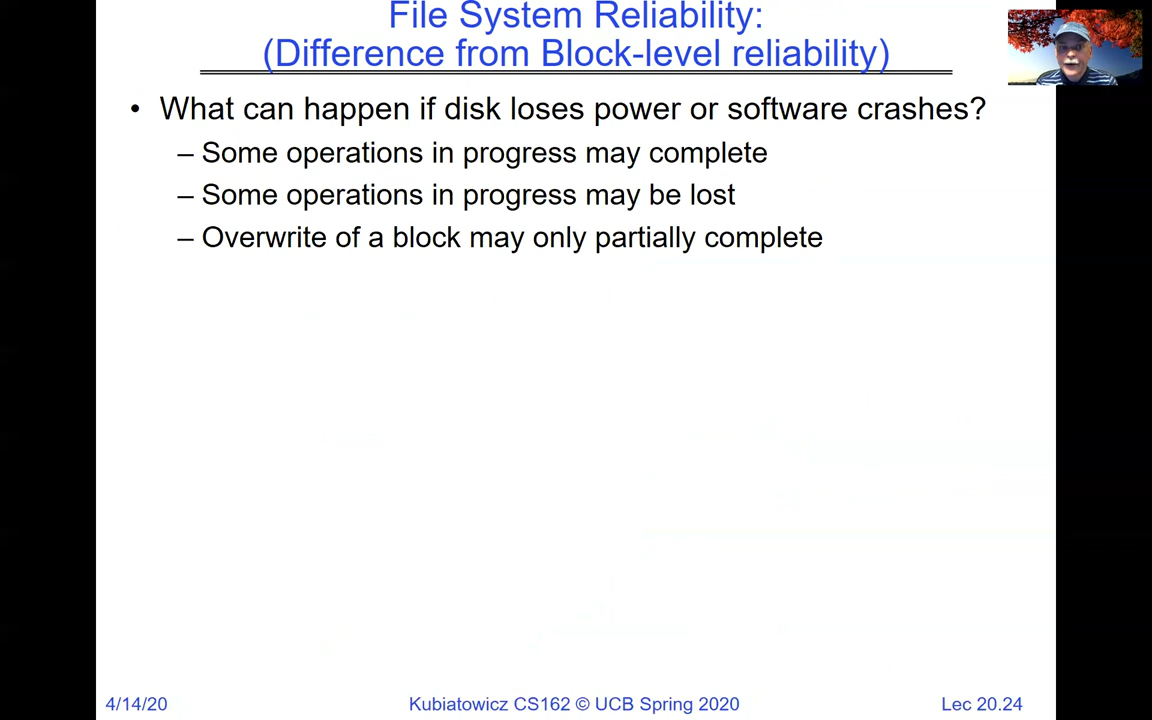 File System Reliability:
(Difference from Block-level reliability)
• What can happen if disk loses power or software crashes?
– Some operations in progress may complete
– Some operations in progress may be lost
– Overwrite of a block may only partially complete
4/14/20 Kubiatowicz CS162 © UCB Spring 2020 Lec 20.24